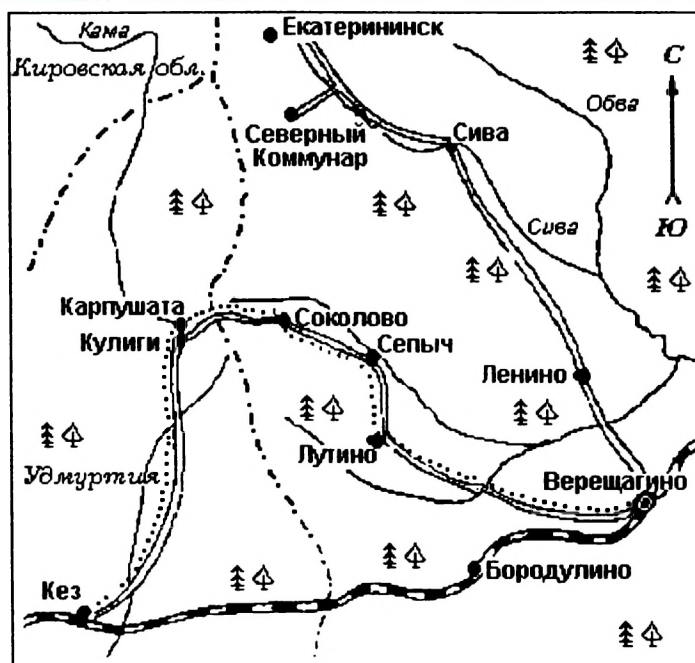 Екатерининск
Кама
Кировская обл.
С
Обва
Северный
Коммунар
Сива
Сива
Ю
Карпушата
Соколово
Кулиги
Сепыч
Ленино
Лутино
Верещагино
Удмуртия
Бородулино
Кез